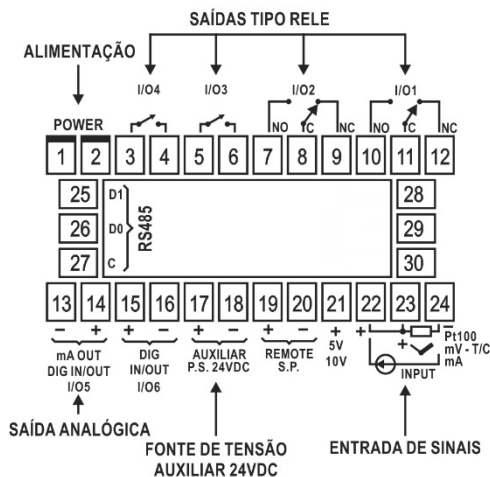 SAÍDAS TIPO RELE
ALIMENTAÇÃO
I/O4 I/O3 I/O2 I/O1
POWER NO C NC NO C NC
1 2 3 4 5 6 7 8 9 10 11 12
25 D1 28
26 D0 RS485 29
27 C 30
13 14 15 16 17 18 19 20 21 22 23 24
− + + − + − + − + + −
mA OUT
DIG IN/OUT
I/O5
DIG
IN/OUT
I/O6
AUXILIAR
P.S. 24VDC
REMOTE
S.P.
5V
10V
+
Pt100
mV - T/C
mA
INPUT
SAÍDA ANALÓGICA
FONTE DE TENSÃO
AUXILIAR 24VDC
ENTRADA DE SINAIS